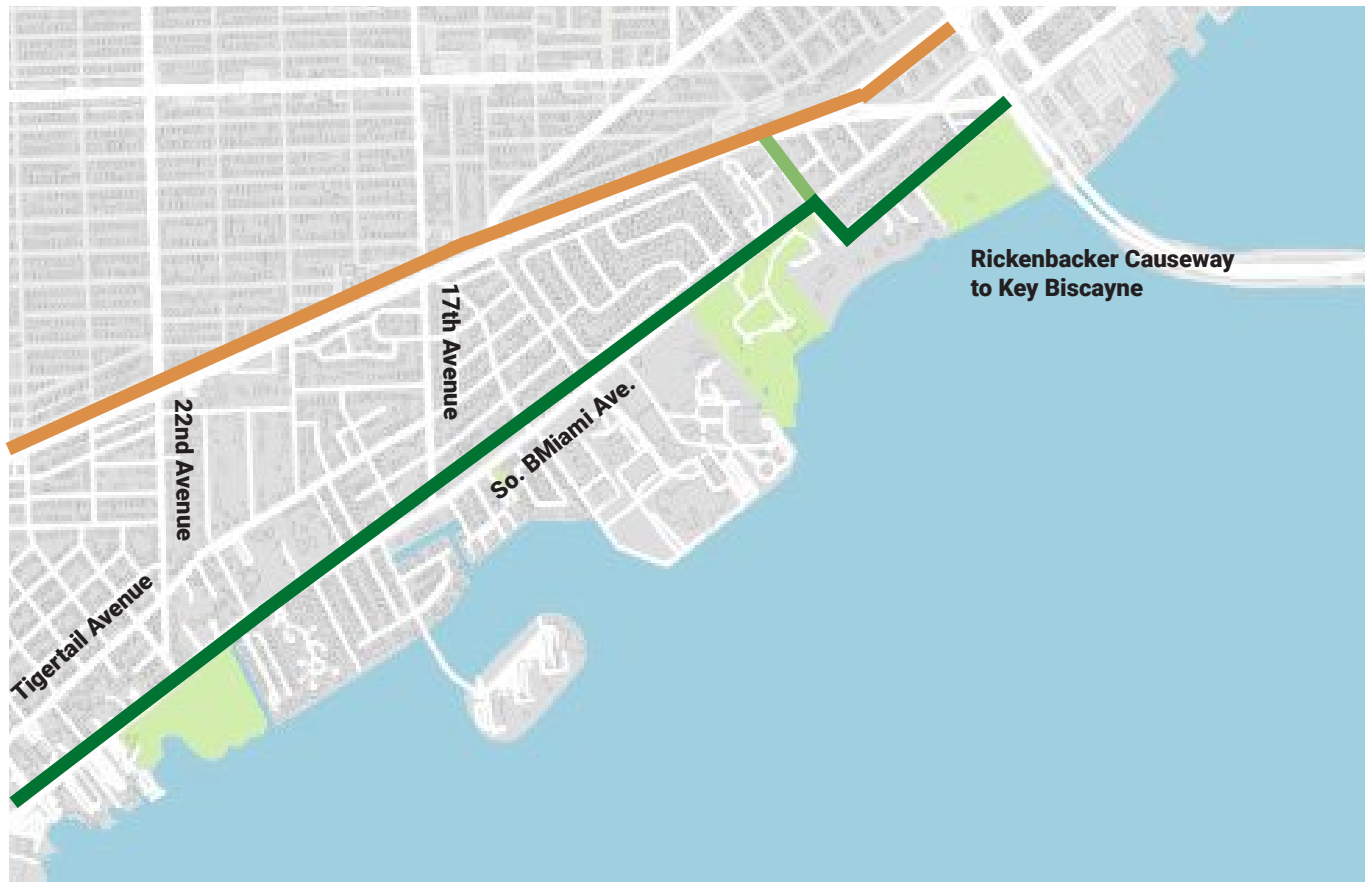 Rickenbacker Causeway
to Key Biscayne
17th Avenue
22nd Avenue
So. BMiami Ave.
Tigertail Avenue